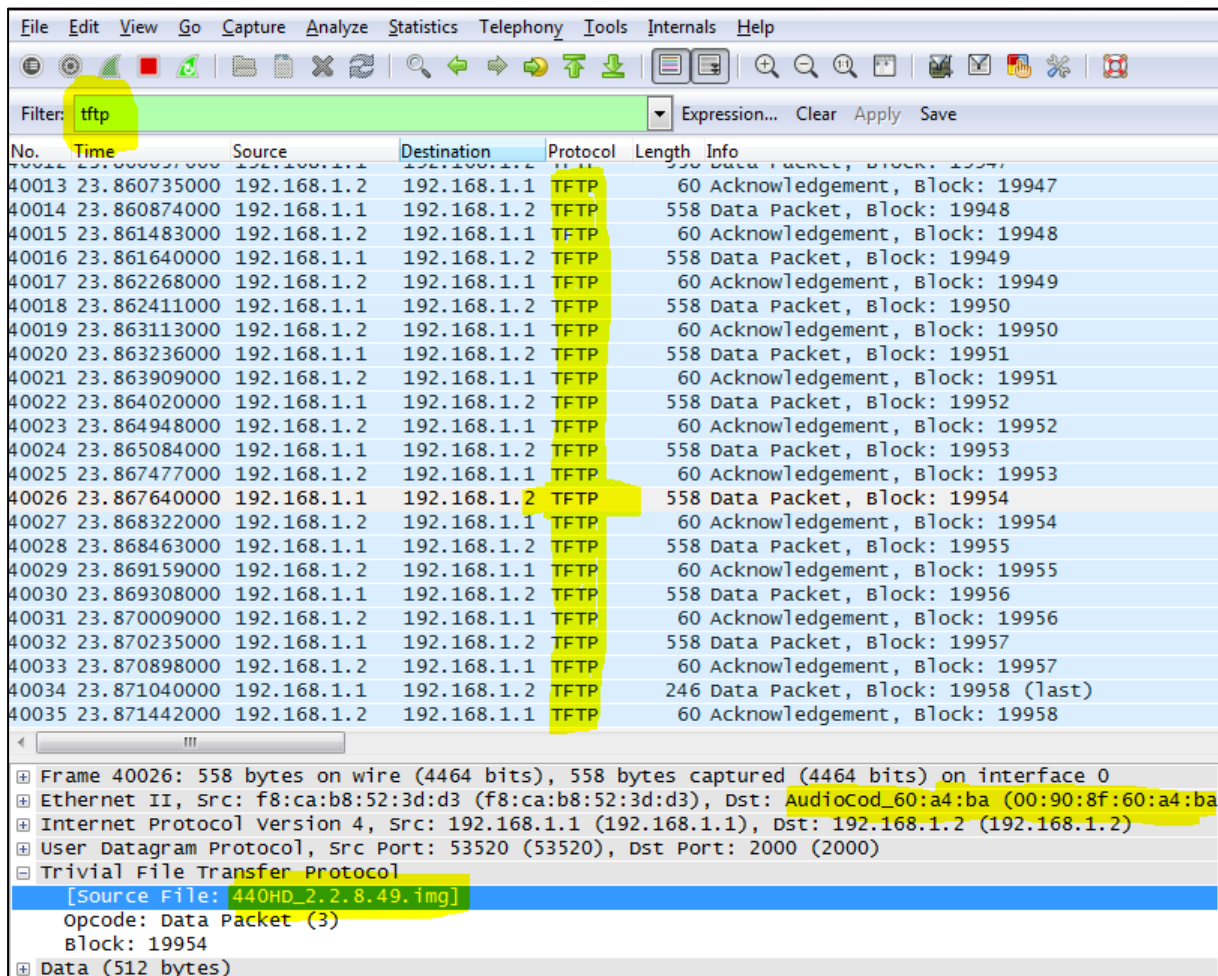 File Edit View Go Capture Analyze Statistics Telephony Tools Internals Help
Filter: tftp Expression... Clear Apply Save
No. Time Source Destination Protocol Length Info
40013 23.860735000 192.168.1.2 192.168.1.1 TFTP 60 Acknowledgement, Block: 19947
40014 23.860874000 192.168.1.1 192.168.1.2 TFTP 558 Data Packet, Block: 19948
40015 23.861483000 192.168.1.2 192.168.1.1 TFTP 60 Acknowledgement, Block: 19948
40016 23.861640000 192.168.1.1 192.168.1.2 TFTP 558 Data Packet, Block: 19949
40017 23.862268000 192.168.1.2 192.168.1.1 TFTP 60 Acknowledgement, Block: 19949
40018 23.862411000 192.168.1.1 192.168.1.2 TFTP 558 Data Packet, Block: 19950
40019 23.863113000 192.168.1.2 192.168.1.1 TFTP 60 Acknowledgement, Block: 19950
40020 23.863236000 192.168.1.1 192.168.1.2 TFTP 558 Data Packet, Block: 19951
40021 23.863909000 192.168.1.2 192.168.1.1 TFTP 60 Acknowledgement, Block: 19951
40022 23.864020000 192.168.1.1 192.168.1.2 TFTP 558 Data Packet, Block: 19952
40023 23.864948000 192.168.1.2 192.168.1.1 TFTP 60 Acknowledgement, Block: 19952
40024 23.865084000 192.168.1.1 192.168.1.2 TFTP 558 Data Packet, Block: 19953
40025 23.867477000 192.168.1.2 192.168.1.1 TFTP 60 Acknowledgement, Block: 19953
40026 23.867640000 192.168.1.1 192.168.1.2 TFTP 558 Data Packet, Block: 19954
40027 23.868322000 192.168.1.2 192.168.1.1 TFTP 60 Acknowledgement, Block: 19954
40028 23.868463000 192.168.1.1 192.168.1.2 TFTP 558 Data Packet, Block: 19955
40029 23.869159000 192.168.1.2 192.168.1.1 TFTP 60 Acknowledgement, Block: 19955
40030 23.869308000 192.168.1.1 192.168.1.2 TFTP 558 Data Packet, Block: 19956
40031 23.870009000 192.168.1.2 192.168.1.1 TFTP 60 Acknowledgement, Block: 19956
40032 23.870235000 192.168.1.1 192.168.1.2 TFTP 558 Data Packet, Block: 19957
40033 23.870898000 192.168.1.2 192.168.1.1 TFTP 60 Acknowledgement, Block: 19957
40034 23.871040000 192.168.1.1 192.168.1.2 TFTP 246 Data Packet, Block: 19958 (last)
40035 23.871442000 192.168.1.2 192.168.1.1 TFTP 60 Acknowledgement, Block: 19958
Frame 40026: 558 bytes on wire (4464 bits), 558 bytes captured (4464 bits) on interface 0
Ethernet II, Src: f8:ca:b8:52:3d:d3 (f8:ca:b8:52:3d:d3), Dst: AudioCod_60:a4:ba (00:90:8f:60:a4:ba
Internet Protocol Version 4, Src: 192.168.1.1 (192.168.1.1), Dst: 192.168.1.2 (192.168.1.2)
User Datagram Protocol, Src Port: 53520 (53520), Dst Port: 2000 (2000)
Trivial File Transfer Protocol
[Source File: 440HD_2.2.8.49.img]
Opcode: Data Packet (3)
Block: 19954
Data (512 bytes)